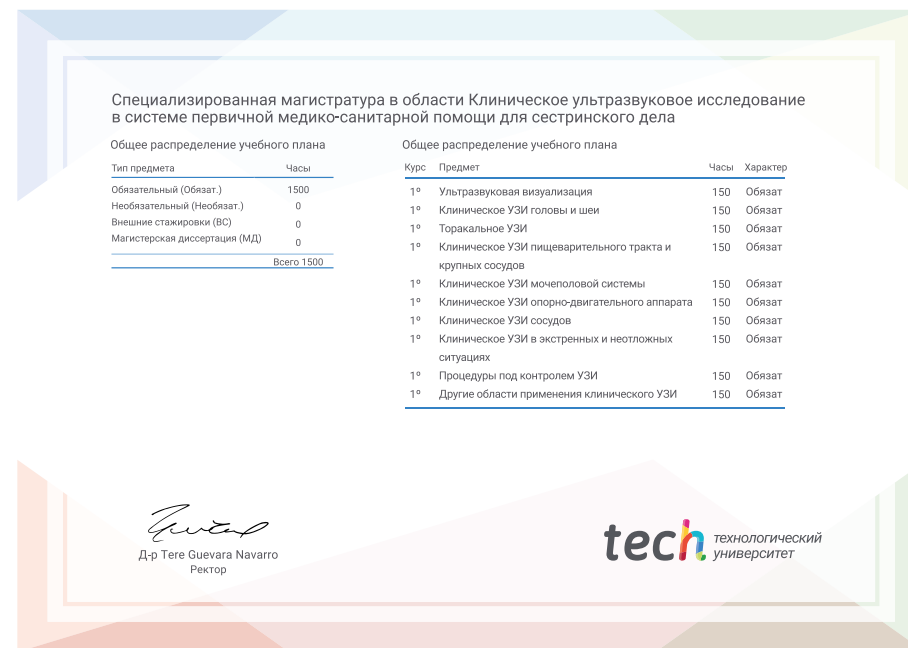 Специализированная магистратура в области Клиническое ультразвуковое исследование
в системе первичной медико-санитарной помощи для сестринского дела
Общее распределение учебного плана
Тип предмета Часы
Обязательный (Обязат.) 1500
Необязательный (Необязат.) 0
Внешние стажировки (ВС) 0
Магистерская диссертация (МД) 0
Всего 1500
Общее распределение учебного плана
Курс Предмет Часы Характер
1º Ультразвуковая визуализация 150 Обязат
1º Клиническое УЗИ головы и шеи 150 Обязат
1º Торакальное УЗИ 150 Обязат
1º Клиническое УЗИ пищеварительного тракта и 150 Обязат
крупных сосудов
1º Клиническое УЗИ мочеполовой системы 150 Обязат
1º Клиническое УЗИ опорно-двигательного аппарата 150 Обязат
1º Клиническое УЗИ сосудов 150 Обязат
1º Клиническое УЗИ в экстренных и неотложных 150 Обязат
ситуациях
1º Процедуры под контролем УЗИ 150 Обязат
1º Другие области применения клинического УЗИ 150 Обязат
Д-р Tere Guevara Navarro
Ректор
tech технологический
университет